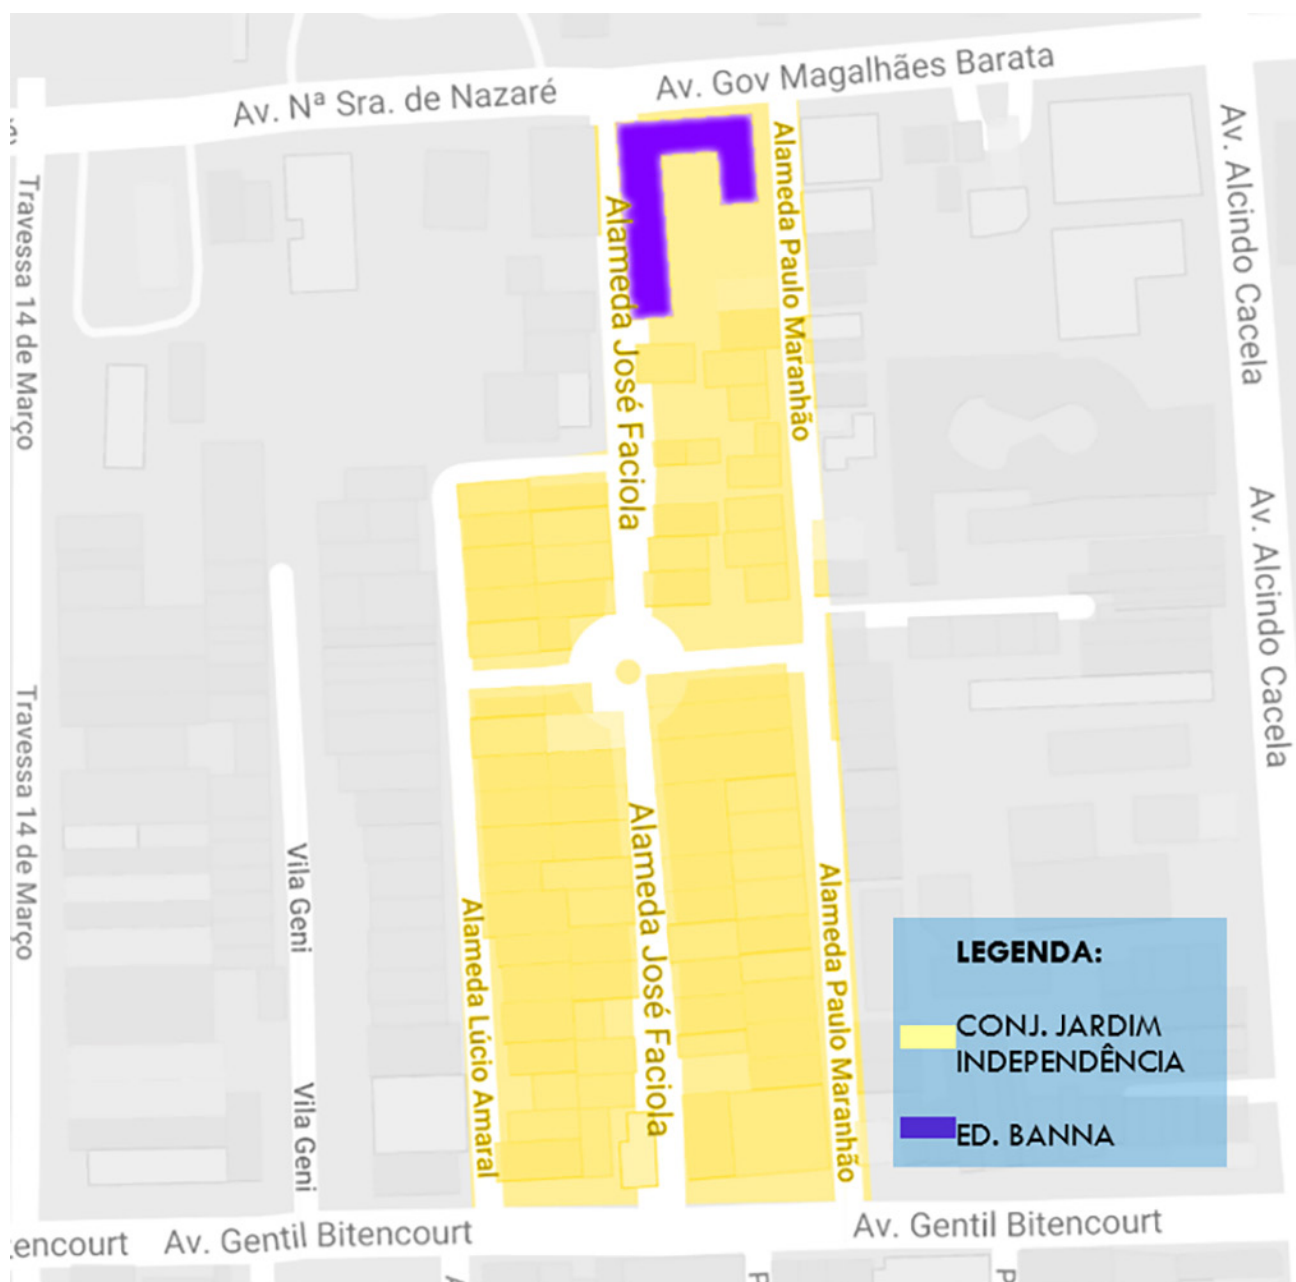 Av. Nª Sra. de Nazaré
Av. Gov Magalhães Barata
Travessa 14 de Março
Alameda José Faciola
Alameda Paulo Maranhão
Av. Alcindo Cacela
Av. Alcindo Cacela
Travessa 14 de Março
Vila Geni
Alameda Lúcio Amaral
Alameda José Faciola
Alameda Paulo Maranhão
Vila Geni
LEGENDA:
CONJ. JARDIM
INDEPENDÊNCIA
ED. BANNA
encourt
Av. Gentil Bitencourt
Av. Gentil Bitencourt